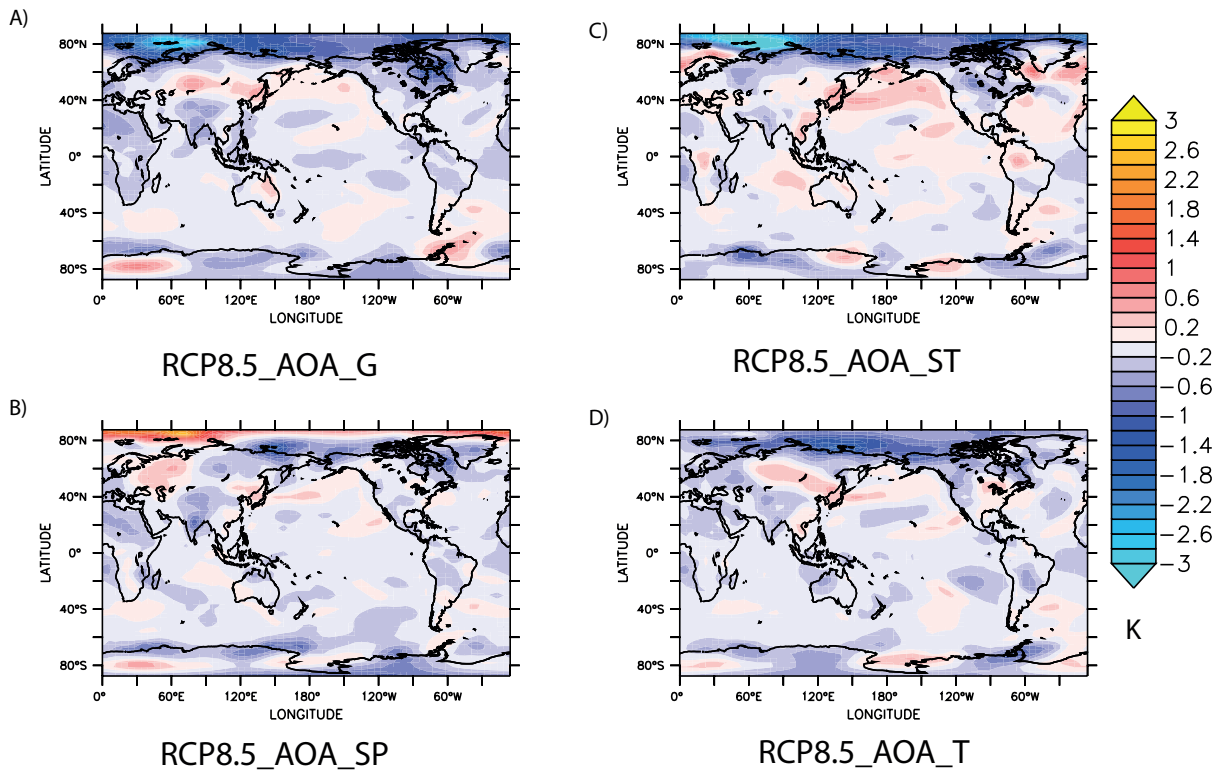 A)
80°N
40°N
0°
40°S
80°S
LATITUDE
0° 60°E 120°E 180° 120°W 60°W
LONGITUDE
RCP8.5_AOA_G
C)
80°N
40°N
0°
40°S
80°S
LATITUDE
0° 60°E 120°E 180° 120°W 60°W
LONGITUDE
RCP8.5_AOA_ST
B)
80°N
40°N
0°
40°S
80°S
LATITUDE
0° 60°E 120°E 180° 120°W 60°W
LONGITUDE
RCP8.5_AOA_SP
D)
80°N
40°N
0°
40°S
80°S
LATITUDE
0° 60°E 120°E 180° 120°W 60°W
LONGITUDE
RCP8.5_AOA_T
3
2.6
2.2
1.8
1.4
1
0.6
0.2
−0.2
−0.6
−1
−1.4
−1.8
−2.2
−2.6
−3
K